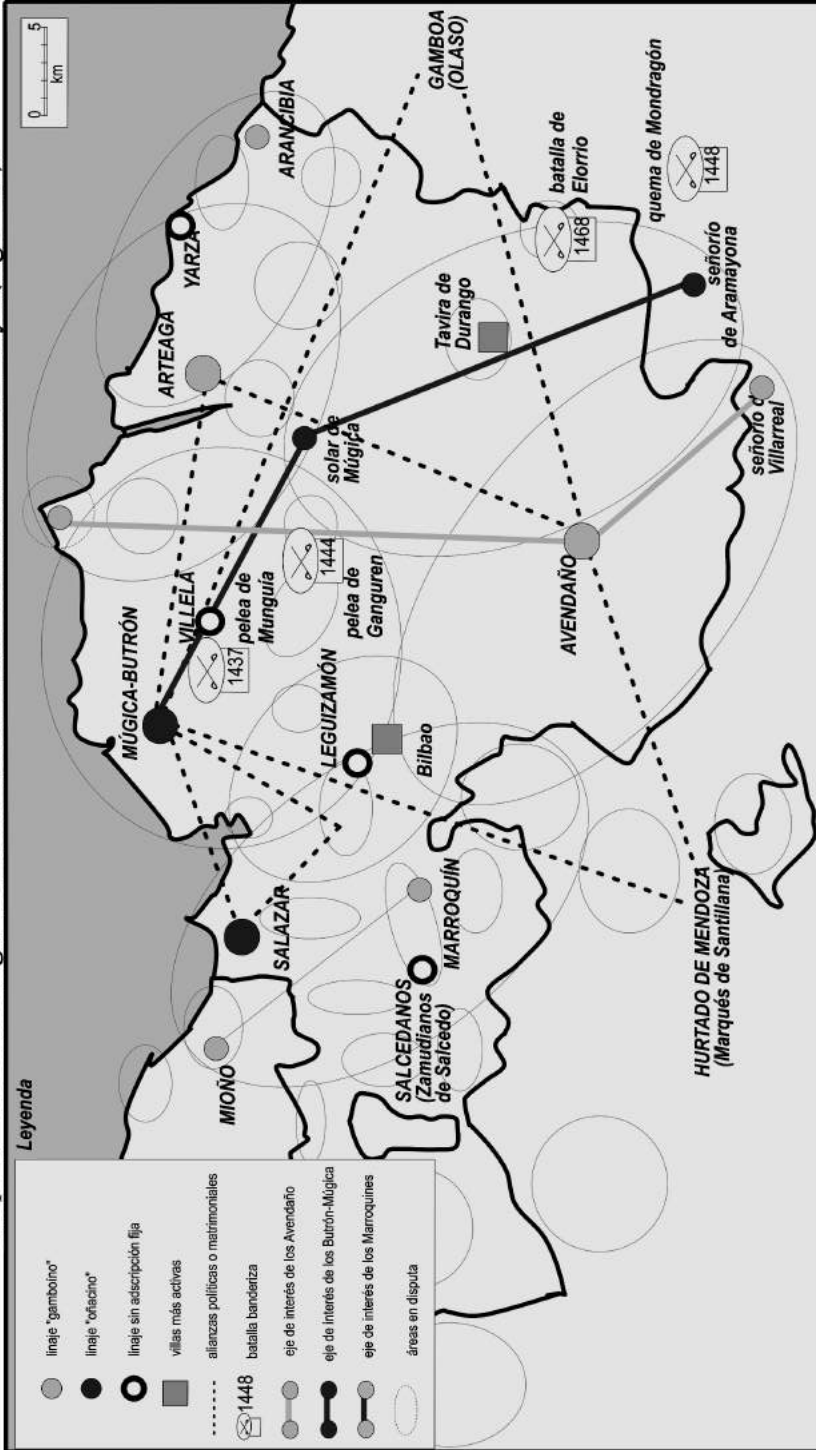 Leyenda
linaje "gamboino"
linaje "oñacino"
linaje sin adscripción fija
villas más activas
alianzas políticas o matrimoniales
1448
batalla banderiza
eje de interés de los Avendaño
eje de interés de los Butrón-Múgica
eje de interés de los Marroquines
áreas en disputa
0
5
km
MIOÑO
SALAZAR
SALCEDANOS
(Zamudianos
de Salcedo)
MARROQUÍN
MÚGICA-BUTRÓN
VILLELA
1437
pelea de
Munguía
LEGUIZAMÓN
Bilbao
1444
pelea de
Ganguren
ARTEAGA
YARZA
ARANCIBIA
solar de
Múgica
GAMBOA
(OLASO)
Tavira de
Durango
batalla de
Elorrio
1468
quema de Mondragón
1448
AVENDAÑO
señorío
de Aramayona
señorío d
Villarreal
HURTADO DE MENDOZA
(Marqués de Santillana)